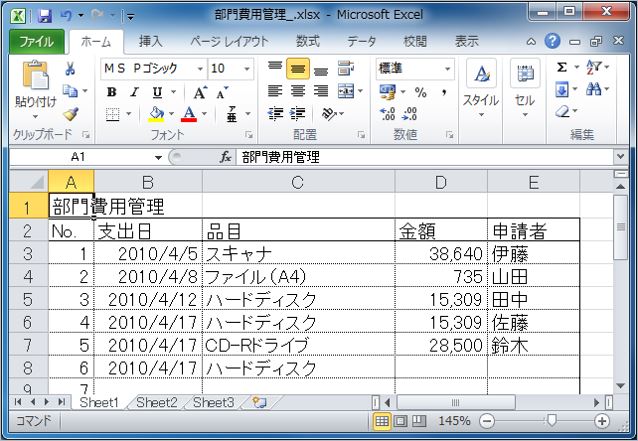 部門費用管理_.xlsx - Microsoft Excel
ファイル ホーム 挿入 ページ レイアウト 数式 データ 校閲 表示
ＭＳ Ｐゴシック 10 標準
貼り付け B I U A A % , スタイル セル Σ
クリップボード フォント 配置 数値 編集
A1 fx 部門費用管理
A B C D E
1 部門費用管理
2 No. 支出日 品目 金額 申請者
3 1 2010/4/5 スキャナ 38,640 伊藤
4 2 2010/4/8 ファイル（A4） 735 山田
5 3 2010/4/12 ハードディスク 15,309 田中
6 4 2010/4/17 ハードディスク 15,309 佐藤
7 5 2010/4/17 CD-Rドライブ 28,500 鈴木
8 6 2010/4/17 ハードディスク
9 7
Sheet1 Sheet2 Sheet3
コマンド 145%